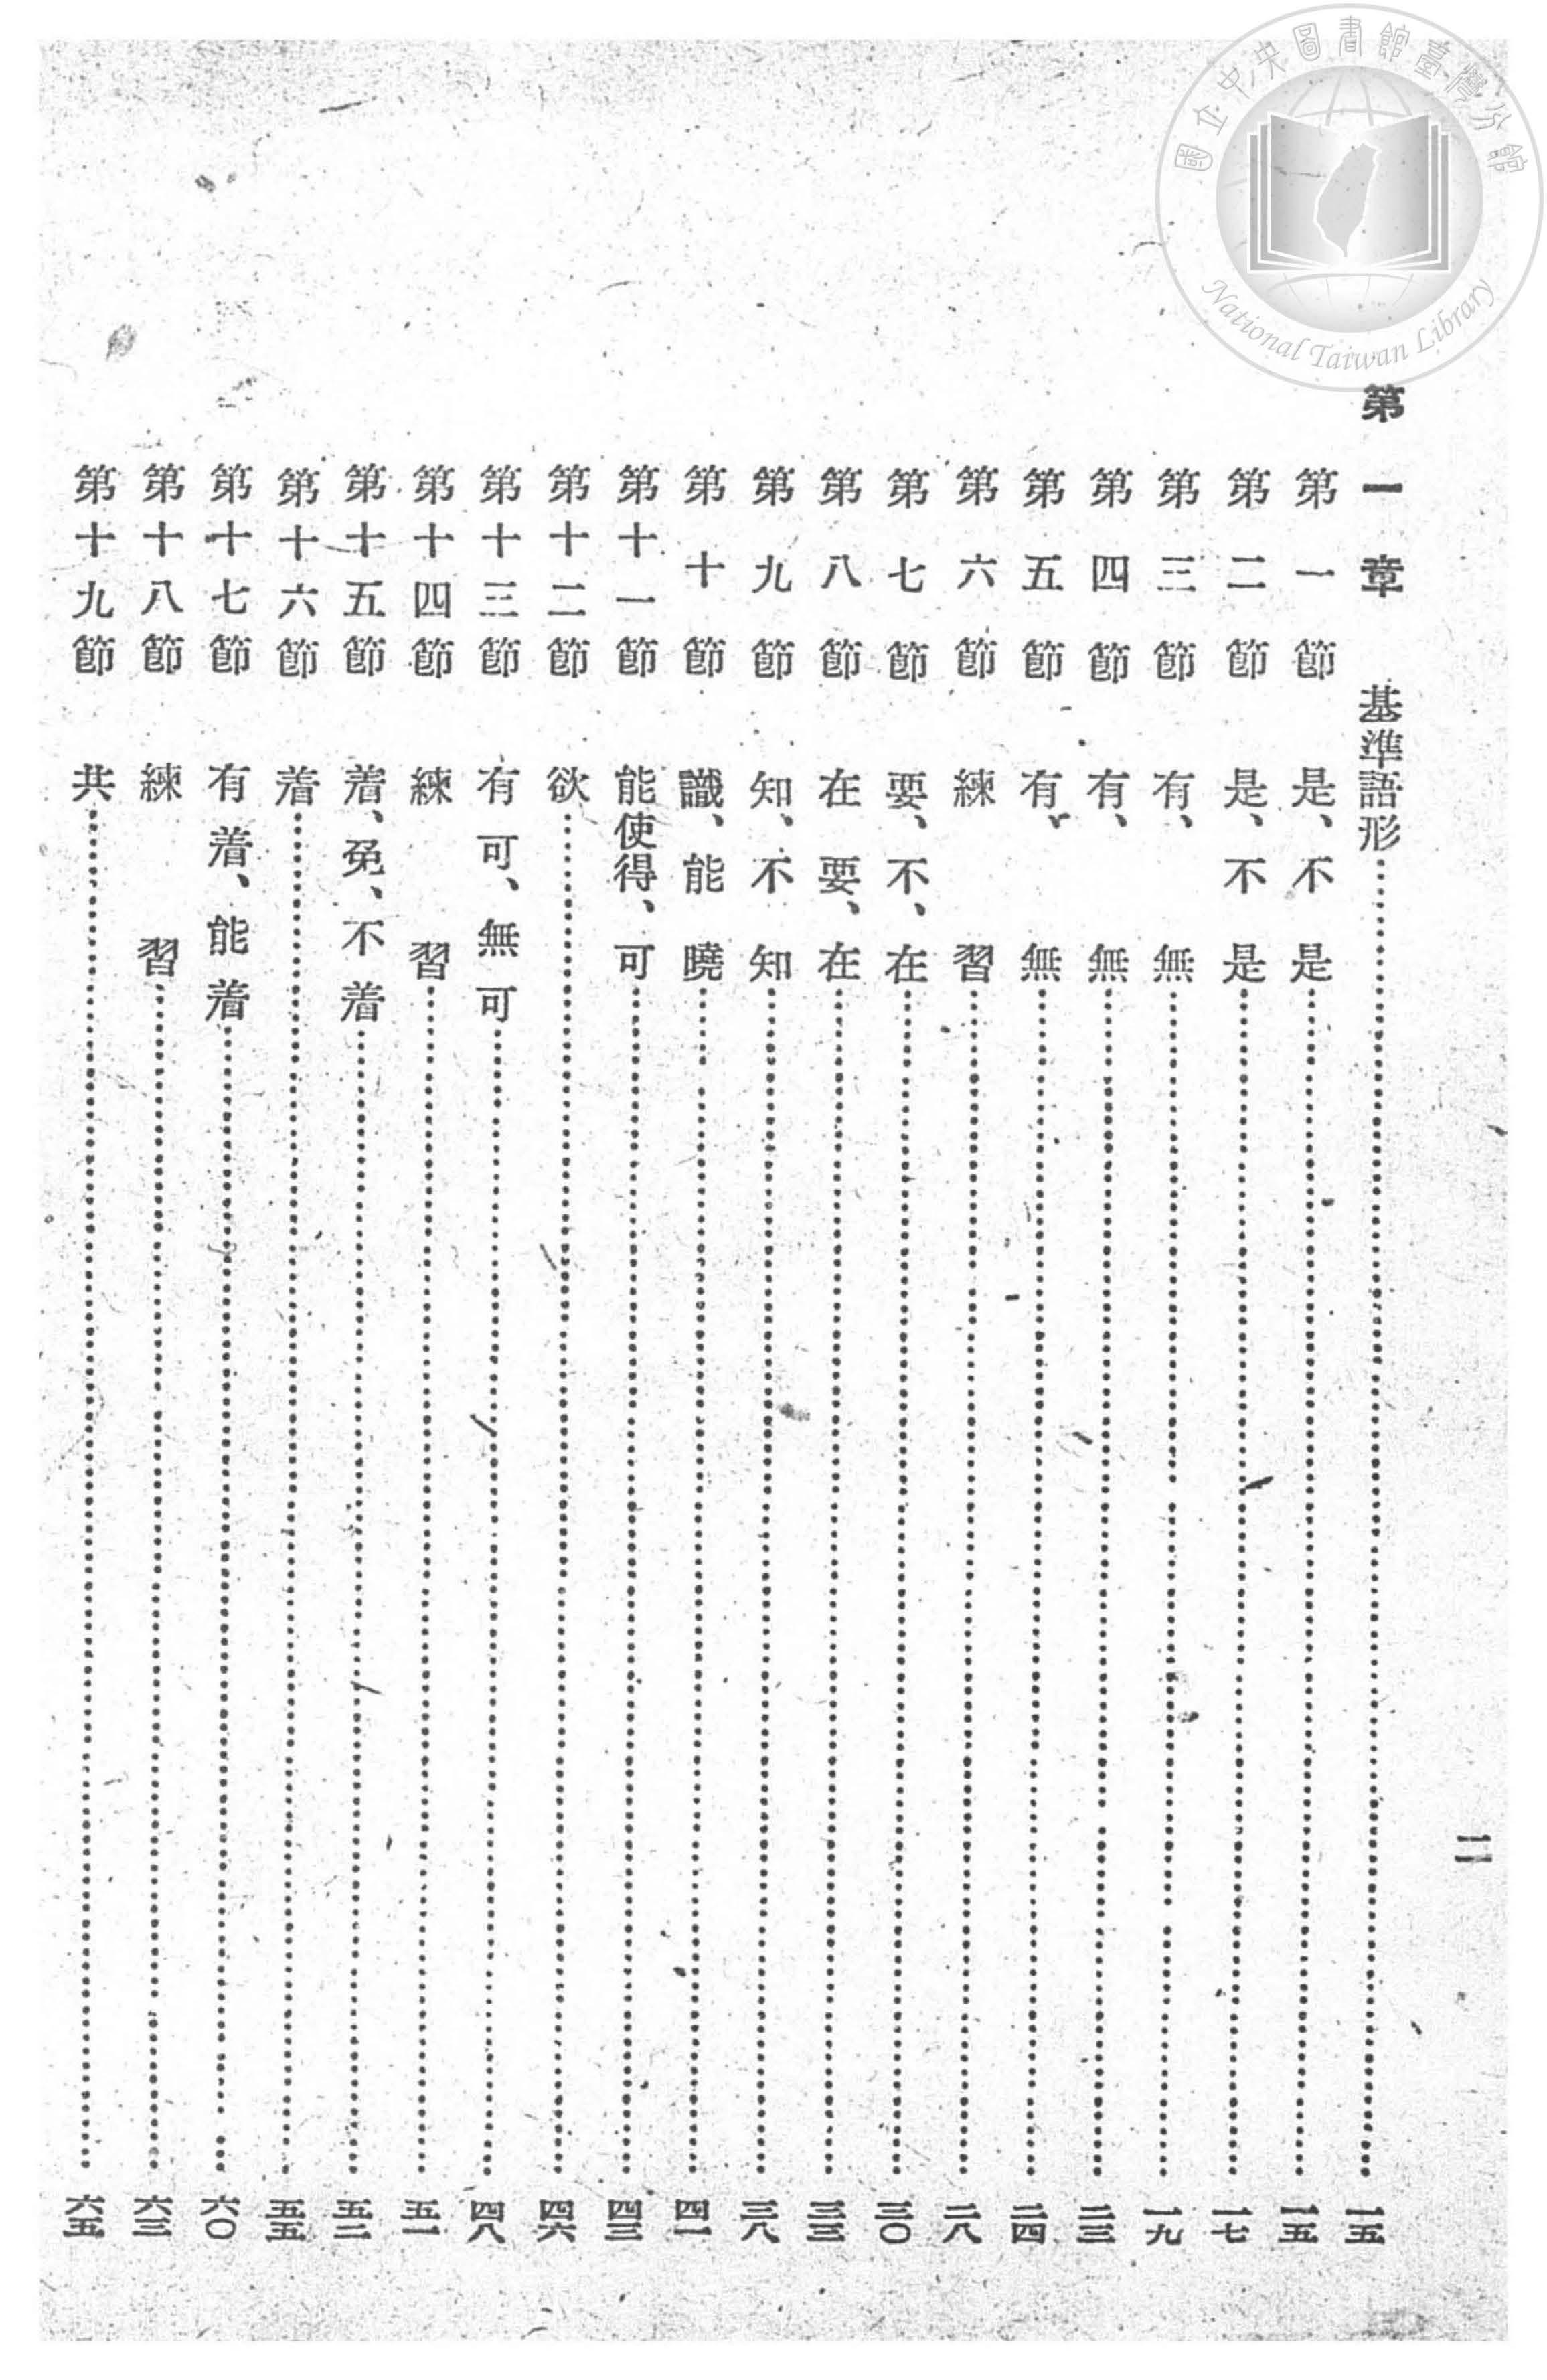 國立中央圖書館臺灣分館
National Taiwan Library
二
第一章 基準語形………一五
第一節 是、不是………一五
第二節 是、不是………一七
第三節 有、無………一九
第四節 有、無………二三
第五節 有、無………二四
第六節 練習………二八
第七節 要、不、在………三〇
第八節 在要、在………三三
第九節 知、不知………三八
第十節 識、能曉………四一
第十一節 能使得、可………四三
第十二節 欲………四六
第十三節 有可、無可………四八
第十四節 練習………五一
第十五節 着、免、不着………五二
第十六節 着………五五
第十七節 有着、能着………六〇
第十八節 練習………六三
第十九節 共………六五